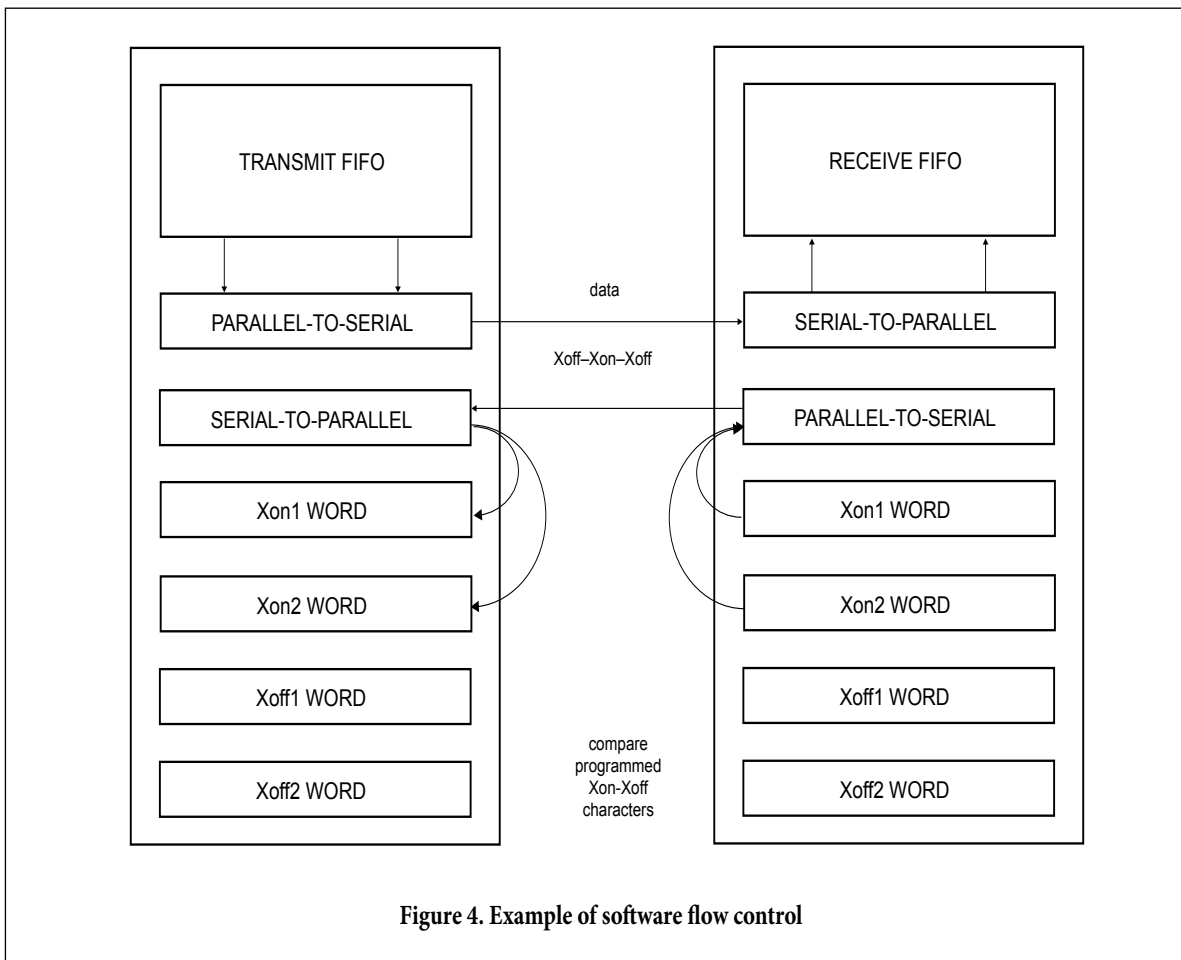 TRANSMIT FIFO
RECEIVE FIFO
data
PARALLEL-TO-SERIAL
SERIAL-TO-PARALLEL
Xoff–Xon–Xoff
SERIAL-TO-PARALLEL
PARALLEL-TO-SERIAL
Xon1 WORD
Xon1 WORD
Xon2 WORD
Xon2 WORD
Xoff1 WORD
Xoff1 WORD
compare
programmed
Xon-Xoff
characters
Xoff2 WORD
Xoff2 WORD
Figure 4. Example of software flow control